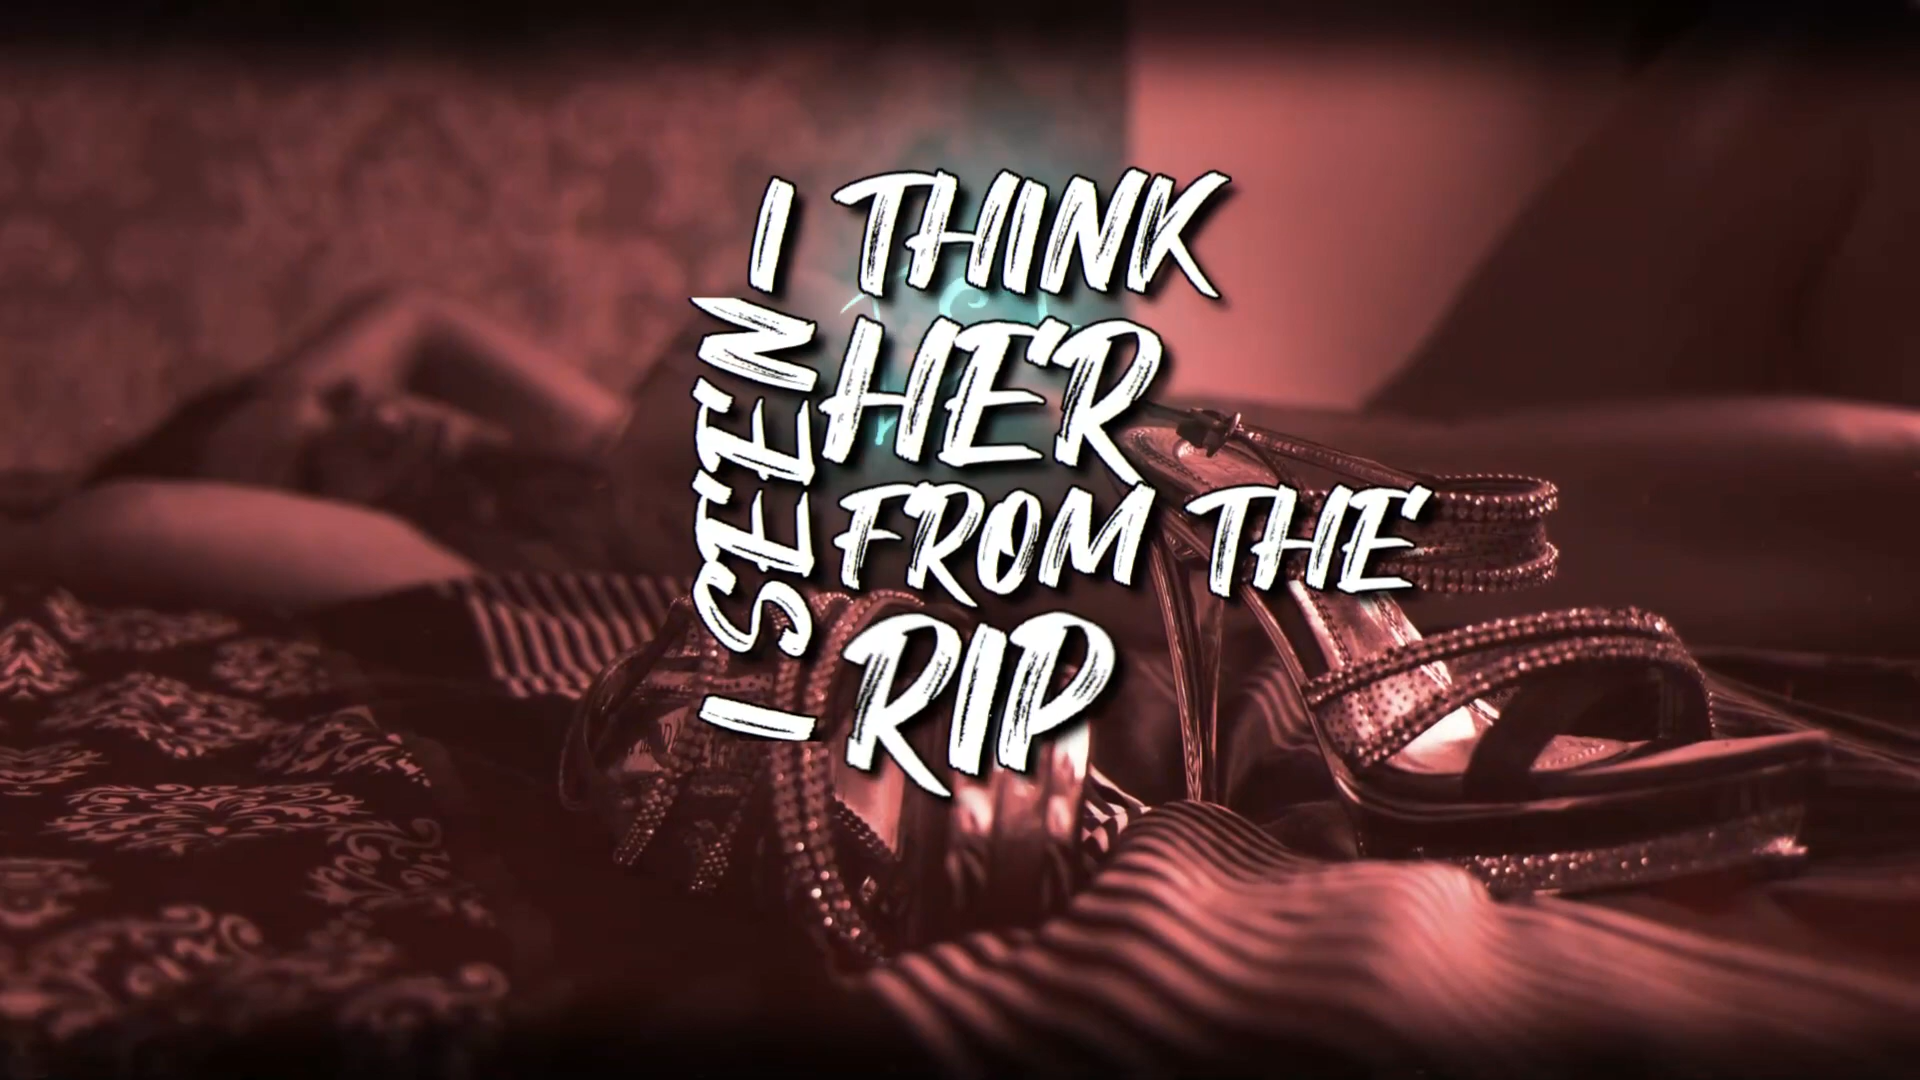 I THINK
I SEEN
HER
FROM THE
RIP